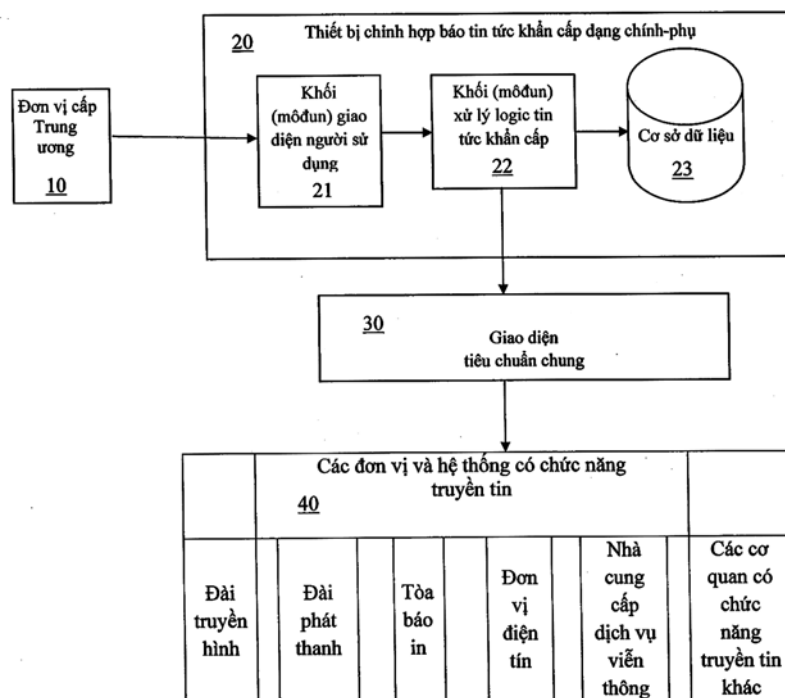 20
Thiết bị chỉnh hợp báo tin tức khẩn cấp dạng chính-phụ
Đơn vị cấp
Trung
ương
10
Khối
(môđun) giao
diện người sử
dụng
21
Khối (môđun)
xử lý logic tin
tức khẩn cấp
22
Cơ sở dữ liệu
23
30
Giao diện
tiêu chuẩn chung
Các đơn vị và hệ thống có chức năng
truyền tin
40
Đài
truyền
hình
Đài
phát
thanh
Tòa
báo
in
Đơn
vị
điện
tín
Nhà
cung
cấp
dịch vụ
viễn
thông
Các cơ
quan có
chức
năng
truyền tin
khác